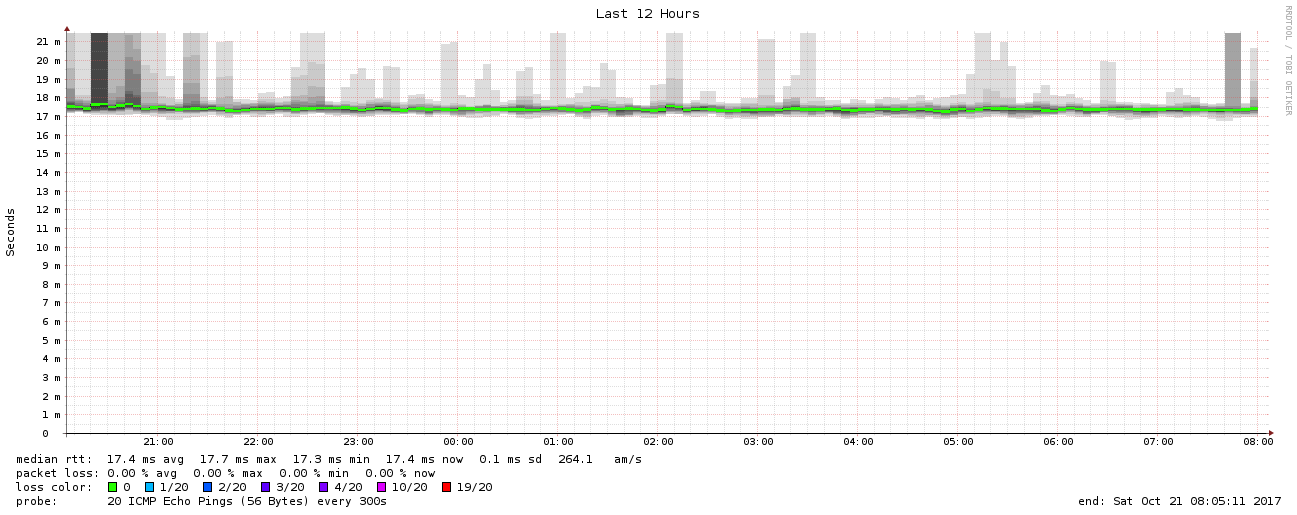 Last 12 Hours
RRDTOOL / TOBI OETIKER
21 m
20 m
19 m
18 m
17 m
16 m
15 m
14 m
13 m
12 m
11 m
10 m
9 m
8 m
7 m
6 m
5 m
4 m
3 m
2 m
1 m
0
Seconds
21:00 22:00 23:00 00:00 01:00 02:00 03:00 04:00 05:00 06:00 07:00 08:00
median rtt: 17.4 ms avg 17.7 ms max 17.3 ms min 17.4 ms now 0.1 ms sd 264.1 am/s
packet loss: 0.00 % avg 0.00 % max 0.00 % min 0.00 % now
loss color: 0 1/20 2/20 3/20 4/20 10/20 19/20
probe: 20 ICMP Echo Pings (56 Bytes) every 300s end: Sat Oct 21 08:05:11 2017